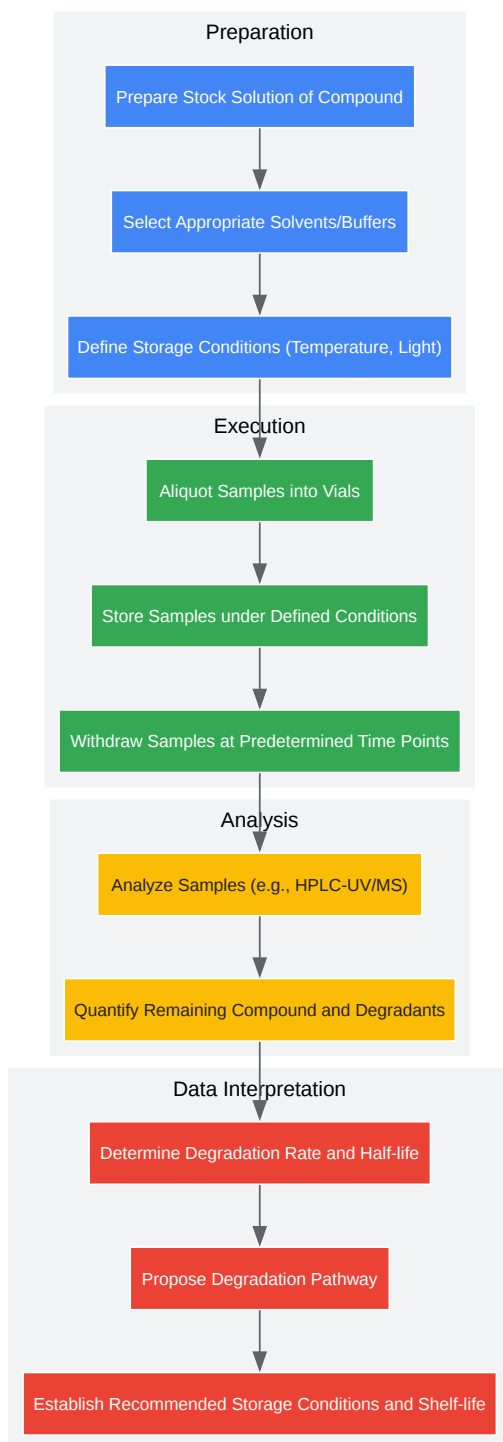 Preparation
Prepare Stock Solution of Compound
Select Appropriate Solvents/Buffers
Define Storage Conditions (Temperature, Light)
Execution
Aliquot Samples into Vials
Store Samples under Defined Conditions
Withdraw Samples at Predetermined Time Points
Analysis
Analyze Samples (e.g., HPLC-UV/MS)
Quantify Remaining Compound and Degradants
Data Interpretation
Determine Degradation Rate and Half-life
Propose Degradation Pathway
Establish Recommended Storage Conditions and Shelf-life